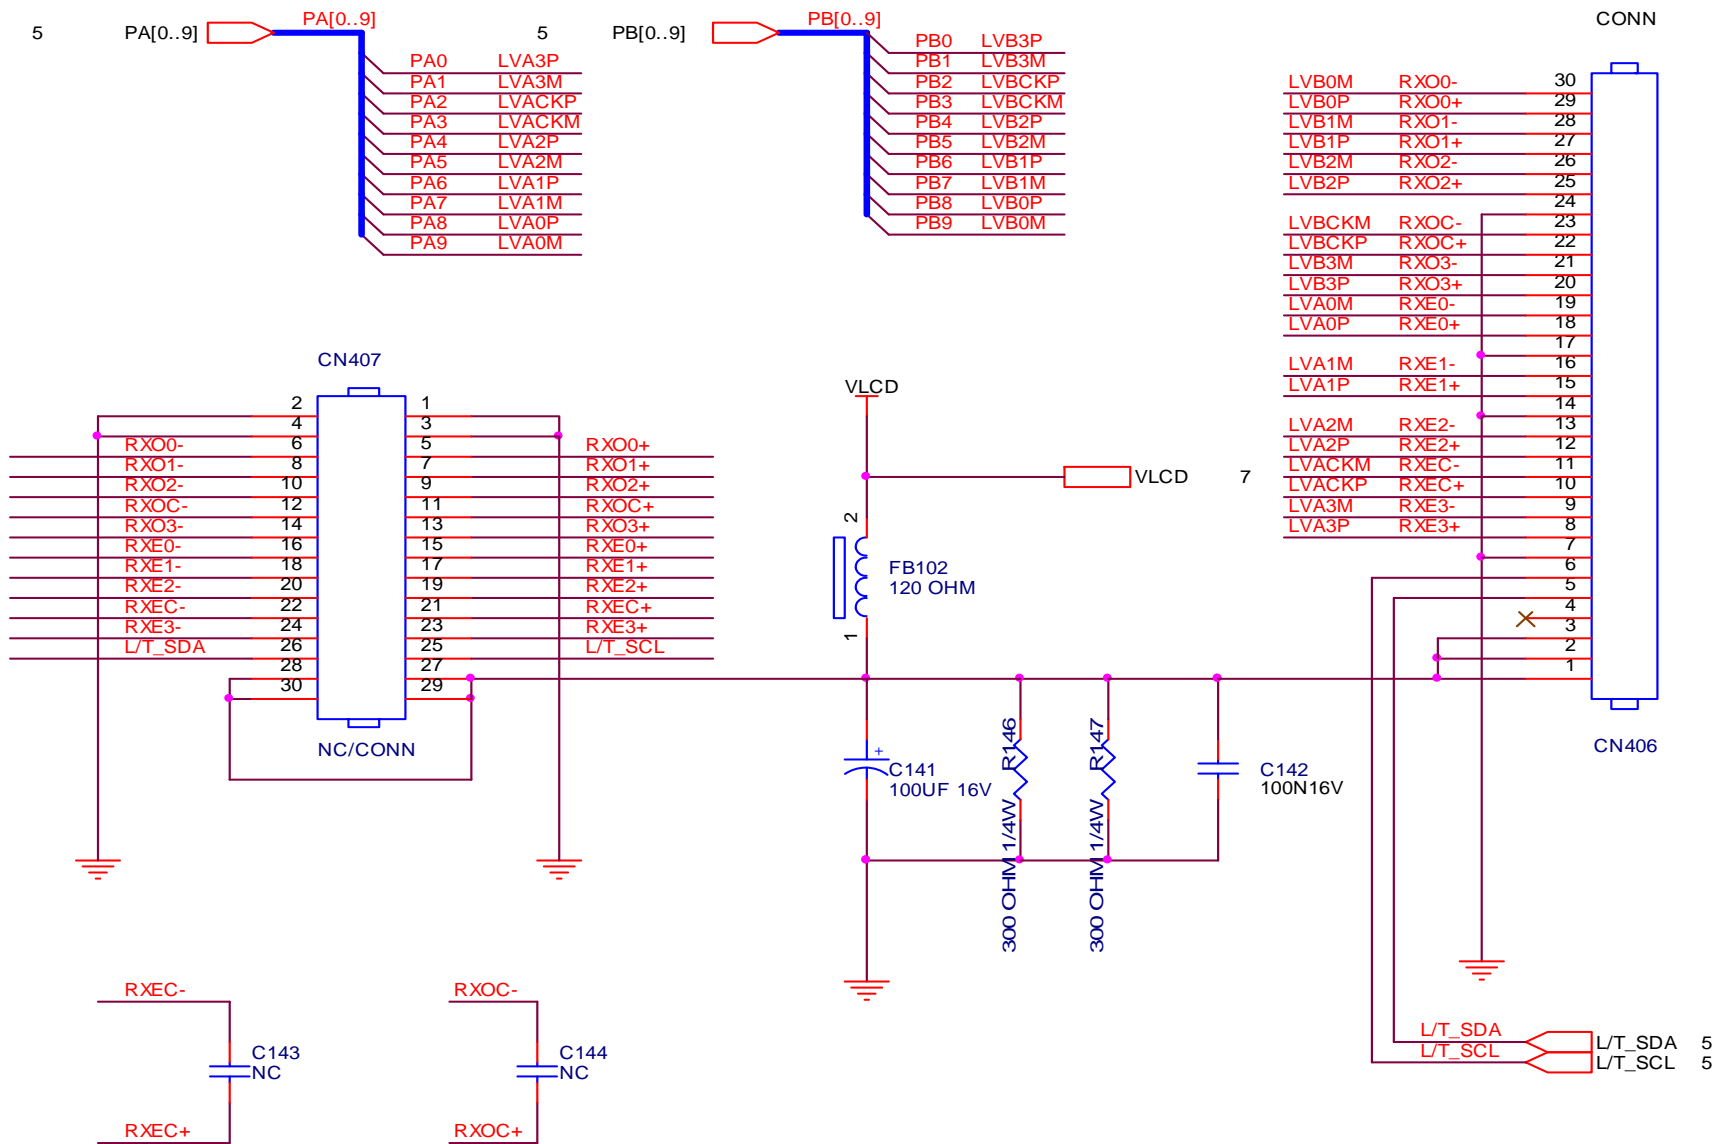 5 PA[0..9] PA[0..9]
PA0 LVA3P
PA1 LVA3M
PA2 LVACKP
PA3 LVACKM
PA4 LVA2P
PA5 LVA2M
PA6 LVA1P
PA7 LVA1M
PA8 LVA0P
PA9 LVA0M
5 PB[0..9] PB[0..9]
PB0 LVB3P
PB1 LVB3M
PB2 LVBCKP
PB3 LVBCKM
PB4 LVB2P
PB5 LVB2M
PB6 LVB1P
PB7 LVB1M
PB8 LVB0P
PB9 LVB0M
CONN
LVB0M RXO0- 30
LVB0P RXO0+ 29
LVB1M RXO1- 28
LVB1P RXO1+ 27
LVB2M RXO2- 26
LVB2P RXO2+ 25
24
LVBCKM RXOC- 23
LVBCKP RXOC+ 22
LVB3M RXO3- 21
LVB3P RXO3+ 20
LVA0M RXE0- 19
LVA0P RXE0+ 18
17
LVA1M RXE1- 16
LVA1P RXE1+ 15
14
LVA2M RXE2- 13
LVA2P RXE2+ 12
LVACKM RXEC- 11
LVACKP RXEC+ 10
LVA3M RXE3- 9
LVA3P RXE3+ 8
7
6
5
4
3
2
1
CN406
CN407
2 1
4 3
RXO0- 6 5 RXO0+
RXO1- 8 7 RXO1+
RXO2- 10 9 RXO2+
RXOC- 12 11 RXOC+
RXO3- 14 13 RXO3+
RXE0- 16 15 RXE0+
RXE1- 18 17 RXE1+
RXE2- 20 19 RXE2+
RXEC- 22 21 RXEC+
RXE3- 24 23 RXE3+
L/T_SDA 26 25 L/T_SCL
28 27
30 29
NC/CONN
VLCD
VLCD 7
2
FB102
120 OHM
1
+
C141
100UF 16V
R146
300 OHM 1/4W
R147
300 OHM 1/4W
C142
100N16V
RXEC-
C143
NC
RXEC+
RXOC-
C144
NC
RXOC+
L/T_SDA L/T_SDA 5
L/T_SCL L/T_SCL 5